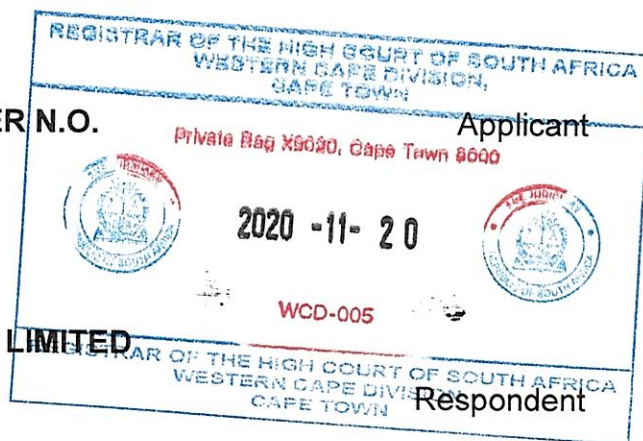 REGISTRAR OF THE HIGH COURT OF SOUTH AFRICA
WESTERN CAPE DIVISION,
CAPE TOWN
ER N.O.
Applicant
Private Bag X9020, Cape Town 8000
2020 -11- 20
WCD-005
LIMITED
REGISTRAR OF THE HIGH COURT OF SOUTH AFRICA
WESTERN CAPE DIVISION
CAPE TOWN
Respondent